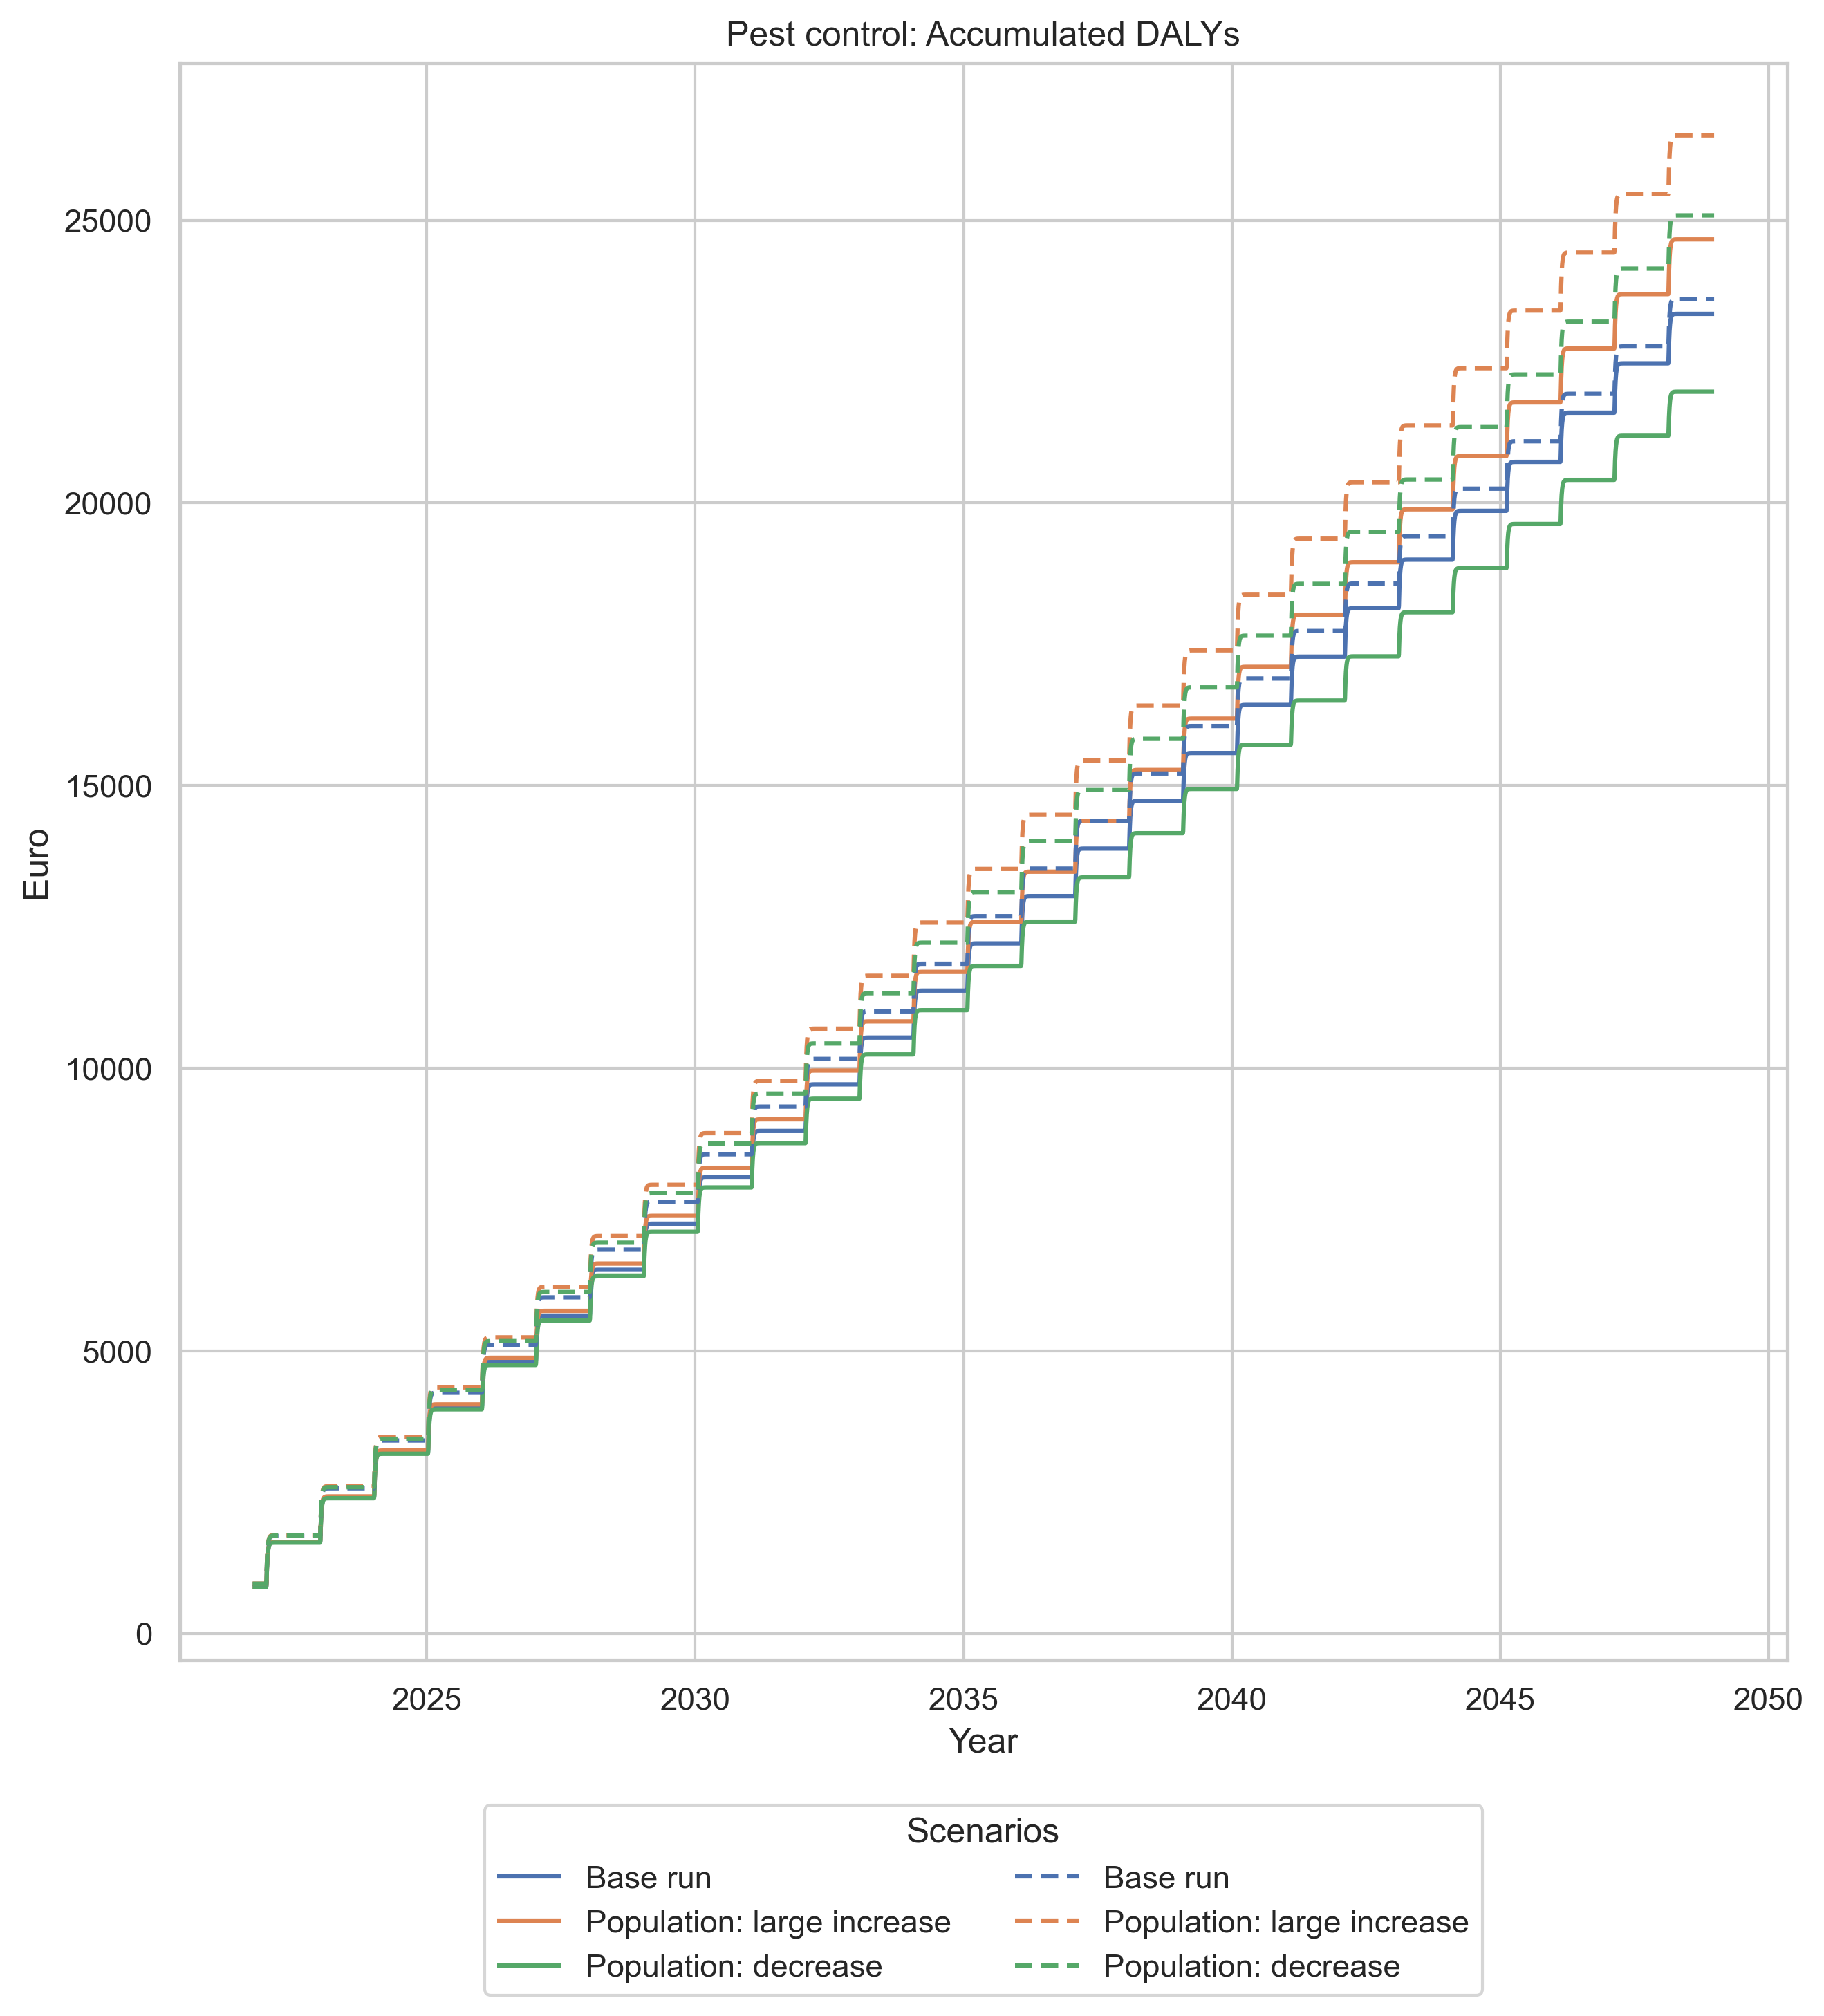 Pest control: Accumulated DALYs
25000
20000
15000
10000
5000
0
Euro
2025 2030 2035 2040 2045 2050
Year
Scenarios
Base run Base run
Population: large increase Population: large increase
Population: decrease Population: decrease